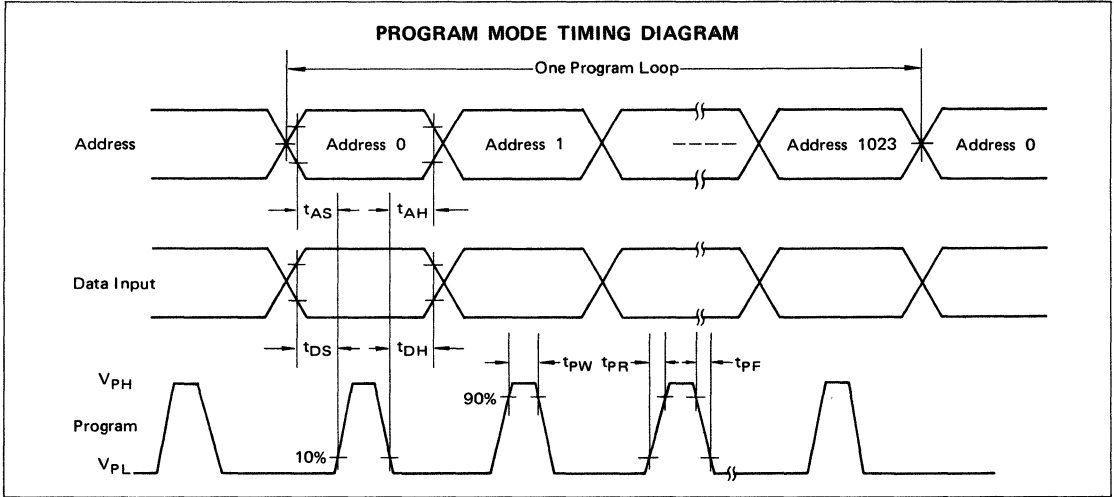 PROGRAM MODE TIMING DIAGRAM
One Program Loop
Address
Address 0
Address 1
Address 1023
Address 0
tAS
tAH
Data Input
tDS
tDH
tPW
tPR
tPF
VPH
90%
Program
10%
VPL